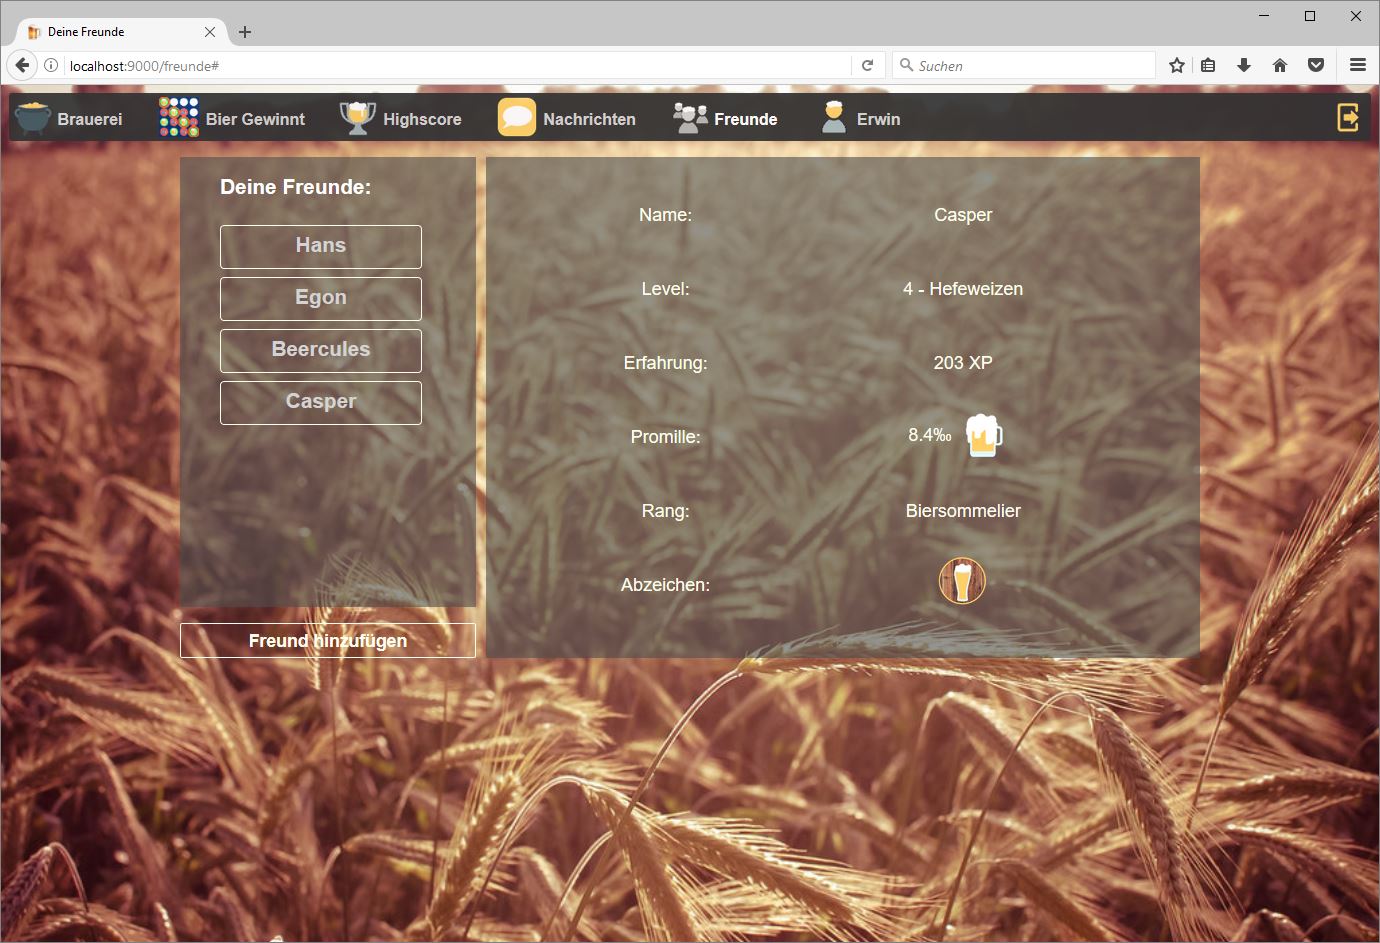 Deine Freunde
localhost:9000/freunde#
Suchen
Brauerei
Bier Gewinnt
Highscore
Nachrichten
Freunde
Erwin
Deine Freunde:
Hans
Egon
Beercules
Casper
Freund hinzufügen
Name: Casper
Level: 4 - Hefeweizen
Erfahrung: 203 XP
Promille: 8.4‰
Rang: Biersommelier
Abzeichen: